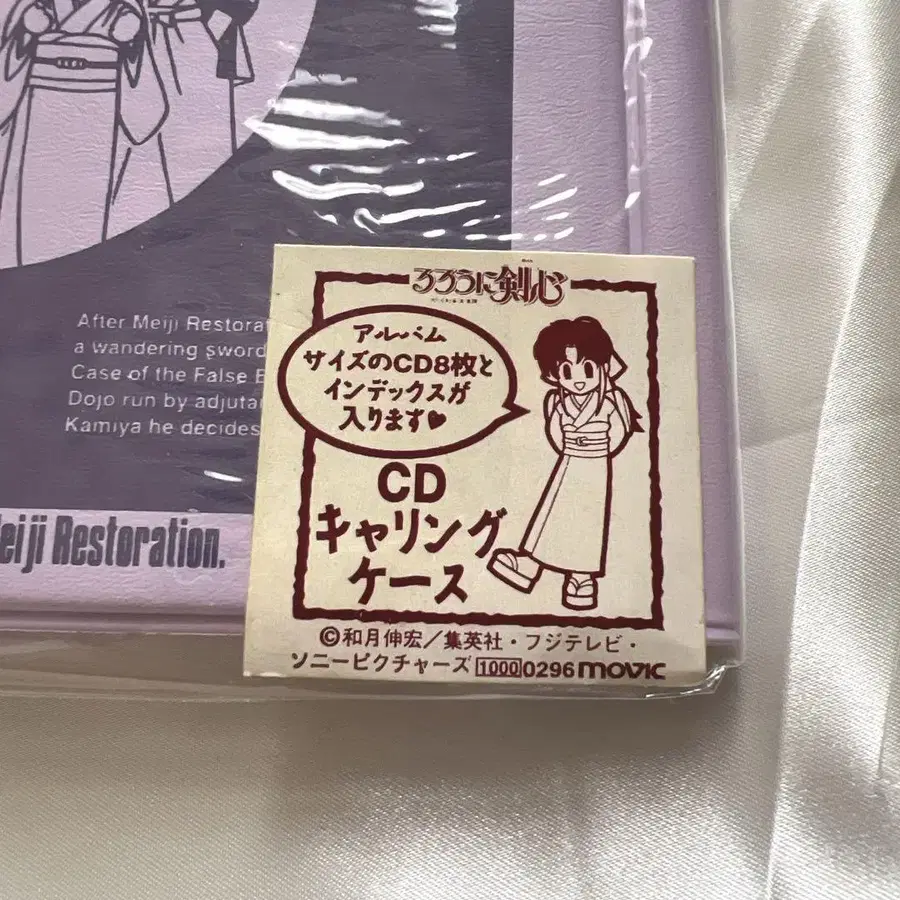 After Meiji Restorat
a wandering sword
Case of the False B
Dojo run by adjutan
Kamiya he decides
Meiji Restoration.
るろうに剣心
アルバム
サイズのCD8枚と
インデックスが
入ります♥
CD
キャリング
ケース
©和月伸宏／集英社・フジテレビ・
ソニーピクチャーズ 1000 0296 movic